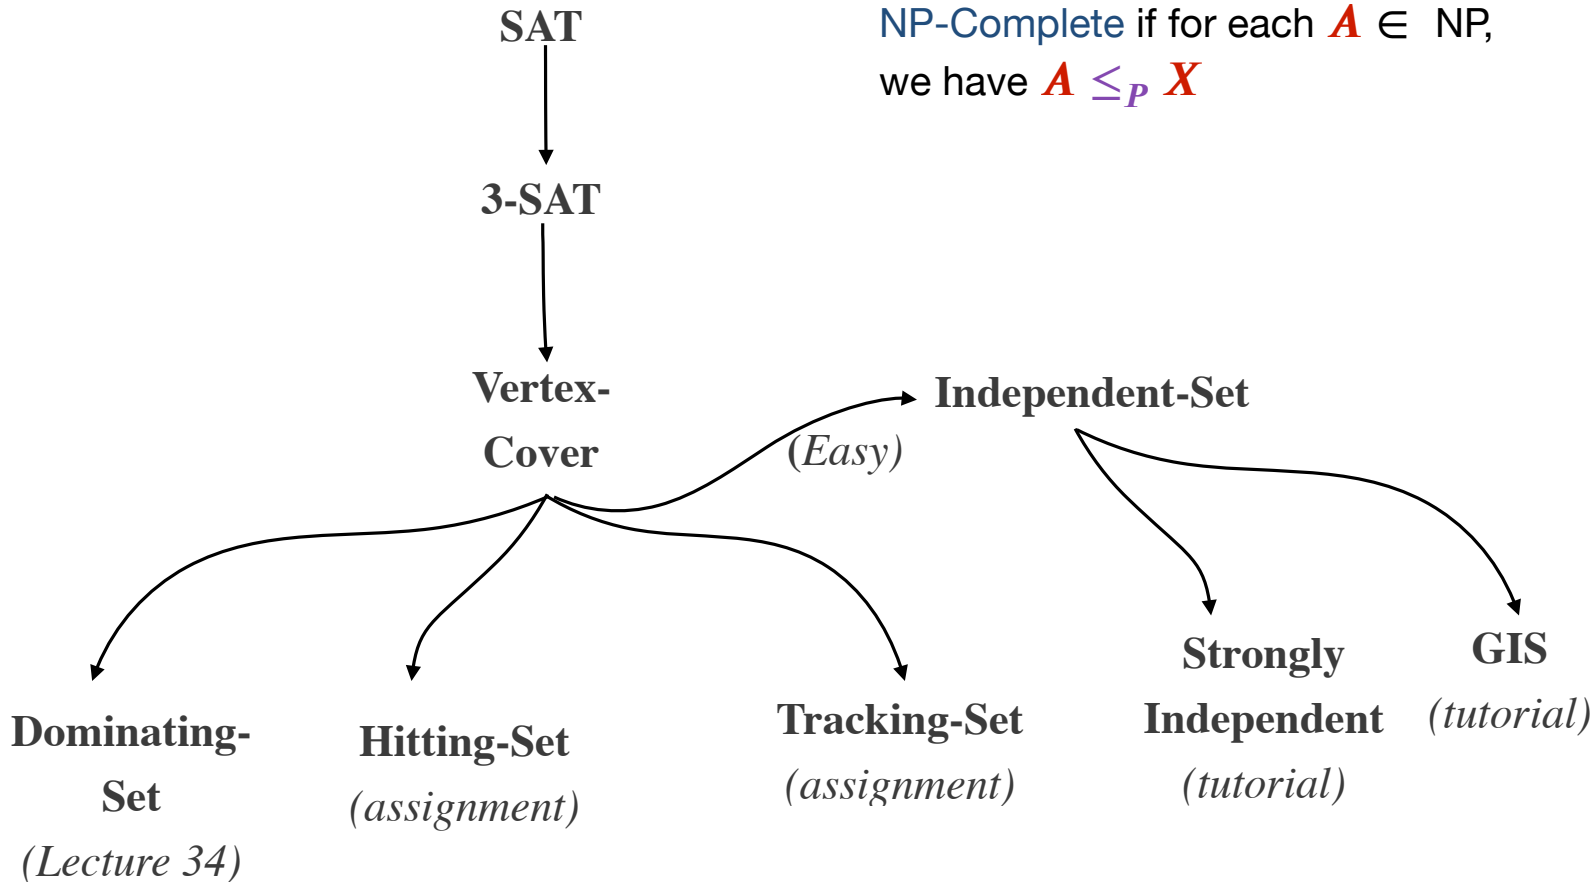 SAT
NP-Complete if for each A ∈ NP,
we have A ≤P X
3-SAT
Vertex-
Cover
(Easy)
Independent-Set
Dominating-
Set
(Lecture 34)
Hitting-Set
(assignment)
Tracking-Set
(assignment)
Strongly
Independent
(tutorial)
GIS
(tutorial)